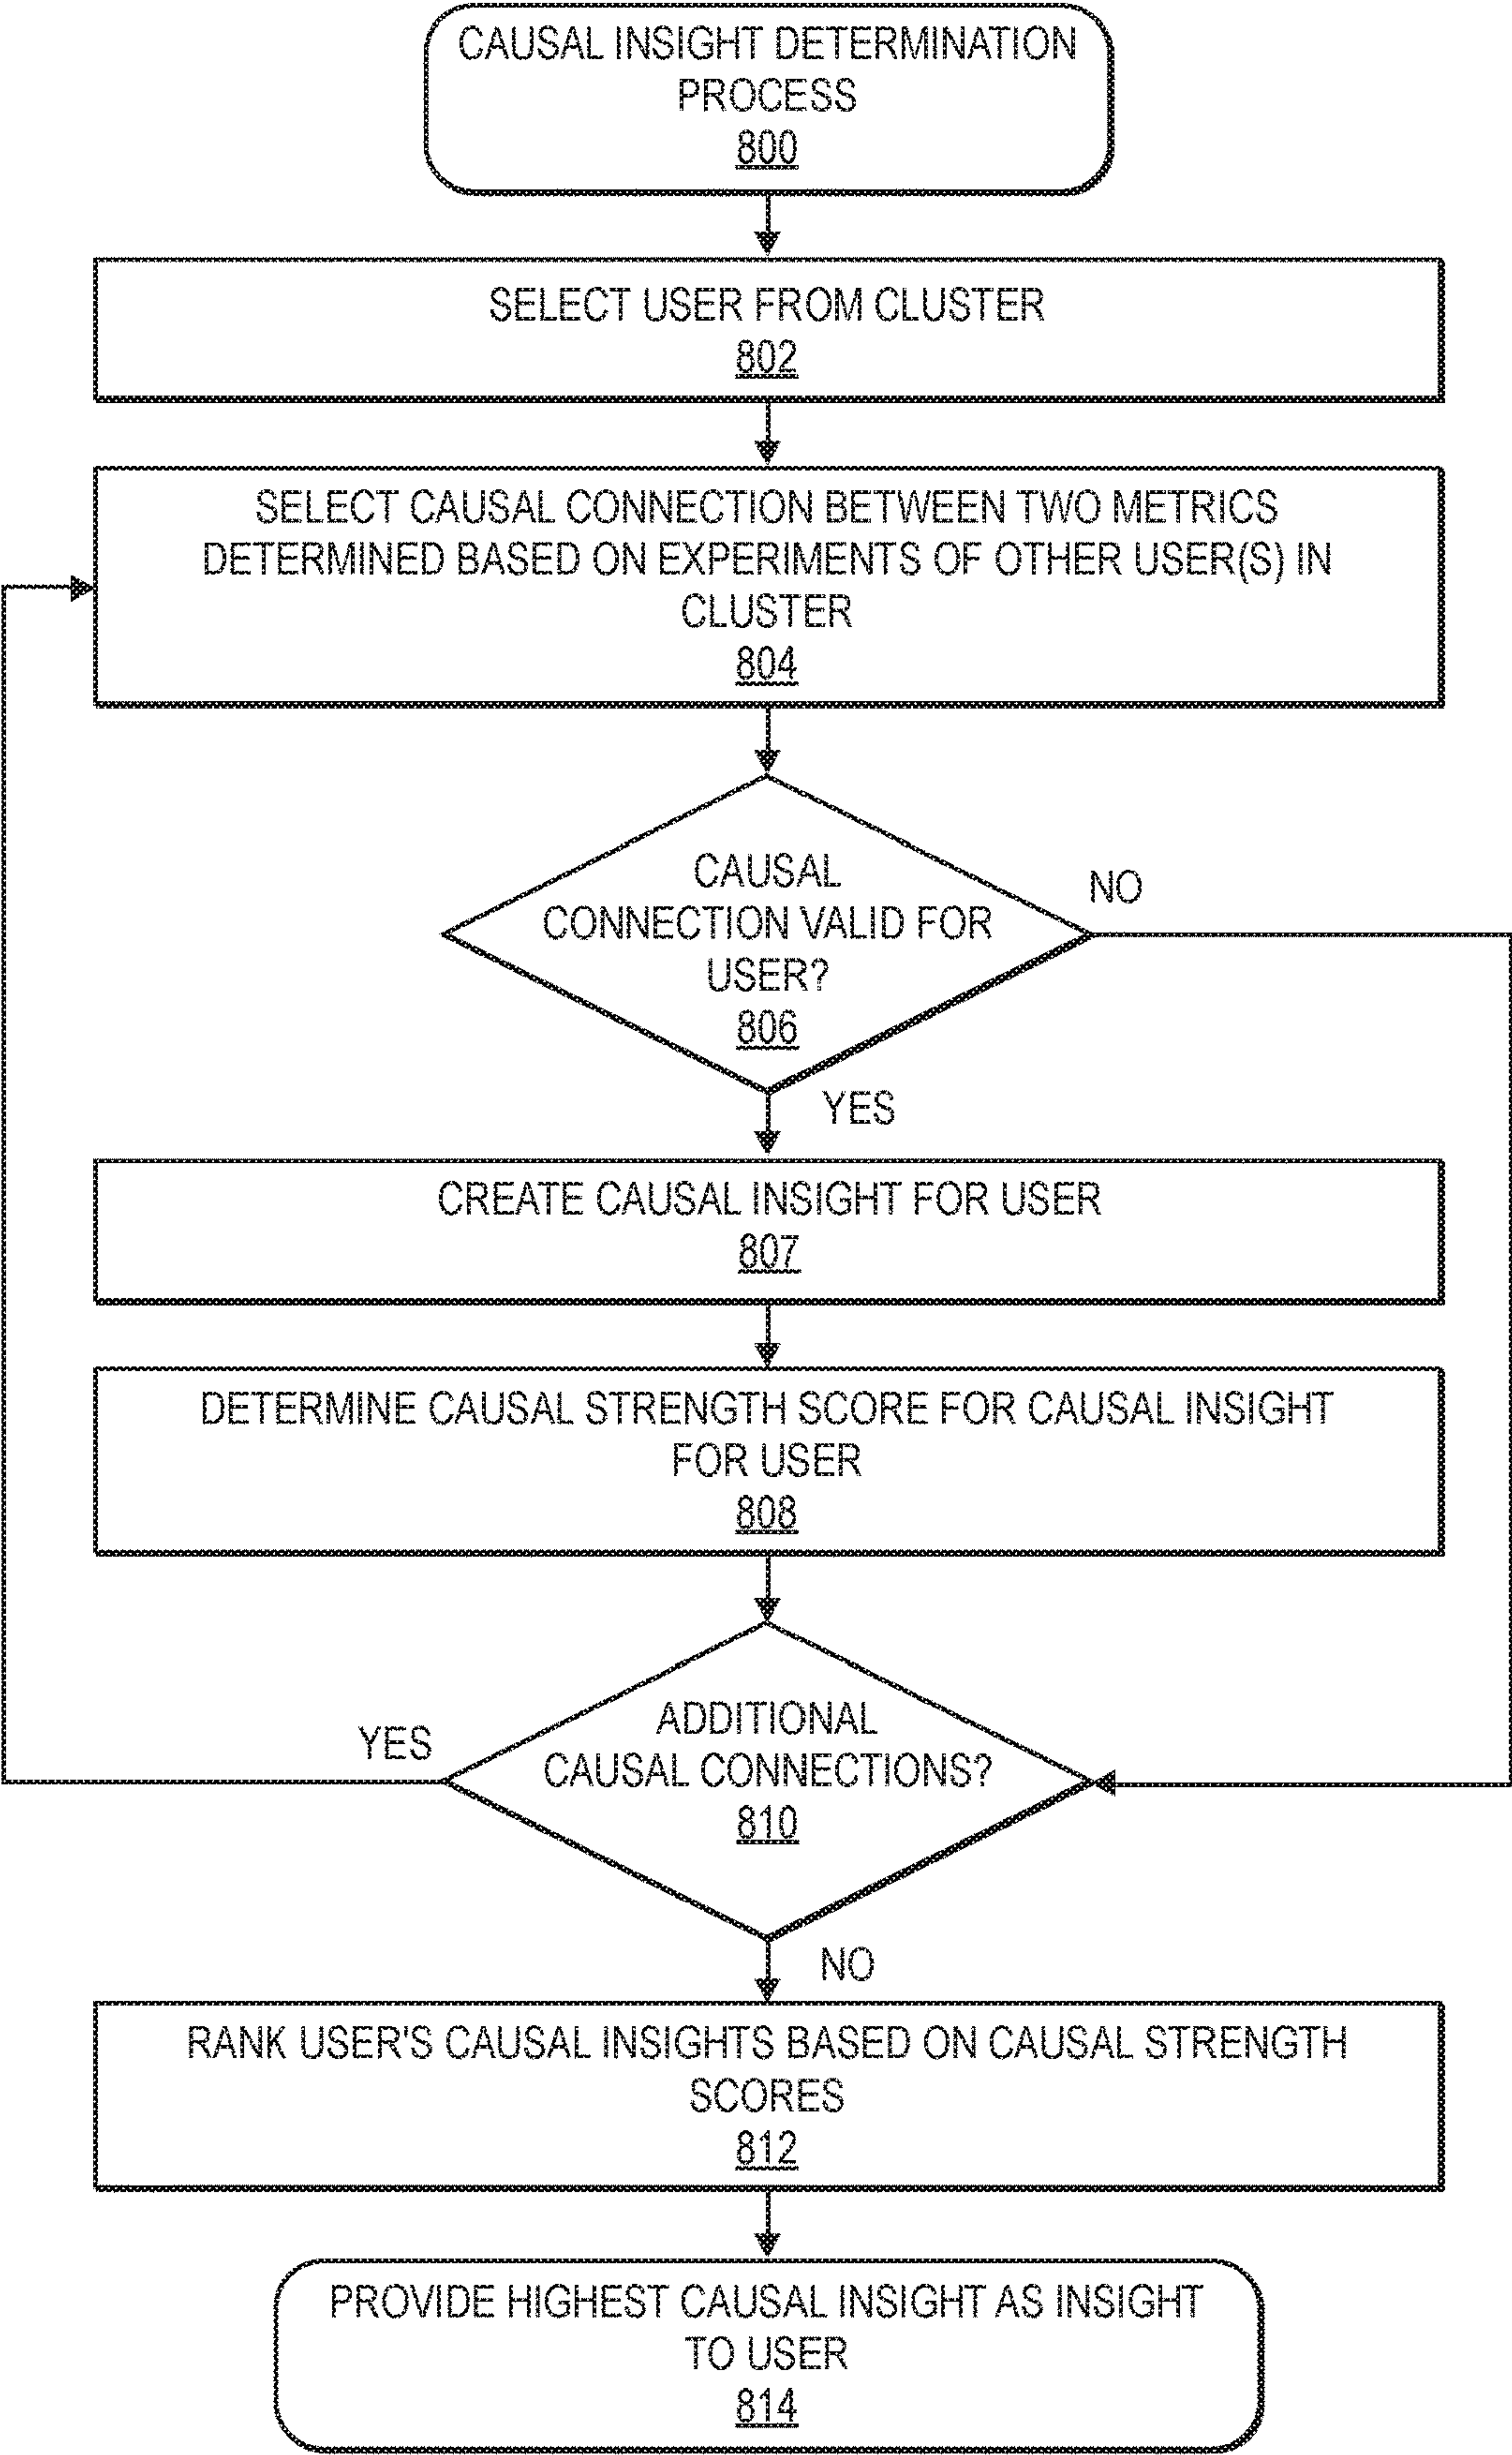 CAUSAL INSIGHT DETERMINATION
PROCESS
800
SELECT USER FROM CLUSTER
802
SELECT CAUSAL CONNECTION BETWEEN TWO METRICS
DETERMINED BASED ON EXPERIMENTS OF OTHER USER(S) IN
CLUSTER
804
CAUSAL
CONNECTION VALID FOR
USER?
806
NO
YES
CREATE CAUSAL INSIGHT FOR USER
807
DETERMINE CAUSAL STRENGTH SCORE FOR CAUSAL INSIGHT
FOR USER
808
ADDITIONAL
CAUSAL CONNECTIONS?
810
YES
NO
RANK USER'S CAUSAL INSIGHTS BASED ON CAUSAL STRENGTH
SCORES
812
PROVIDE HIGHEST CAUSAL INSIGHT AS INSIGHT
TO USER
814